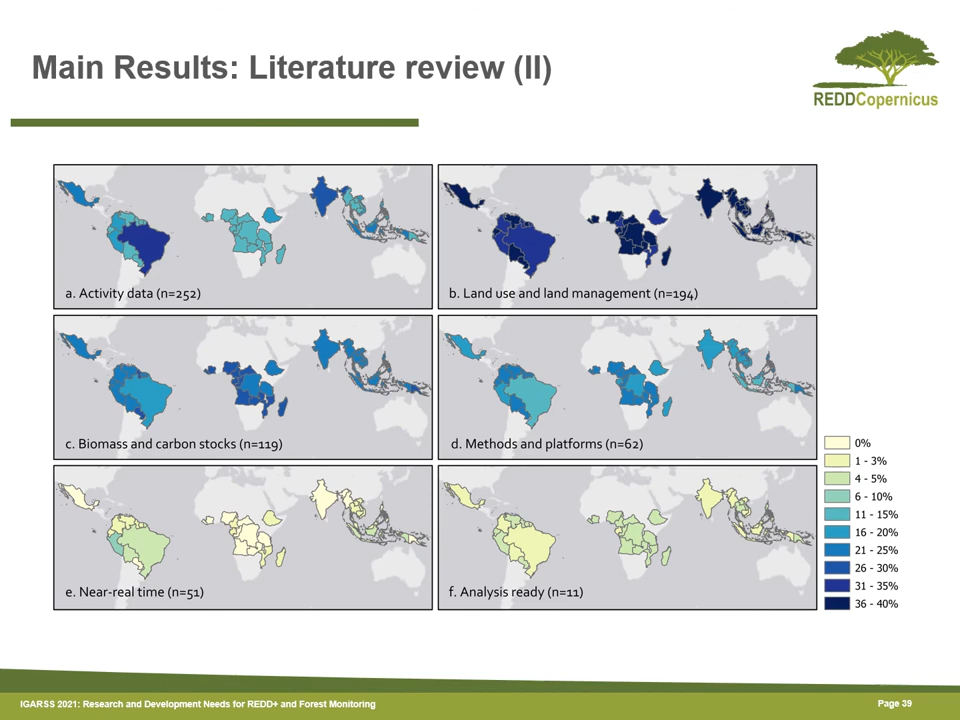 Main Results: Literature review (II)
REDDCopernicus
a. Activity data (n=252)
b. Land use and land management (n=194)
c. Biomass and carbon stocks (n=119)
d. Methods and platforms (n=62)
e. Near-real time (n=51)
f. Analysis ready (n=11)
0%
1 - 3%
4 - 5%
6 - 10%
11 - 15%
16 - 20%
21 - 25%
26 - 30%
31 - 35%
36 - 40%
IGARSS 2021: Research and Development Needs for REDD+ and Forest Monitoring
Page 39